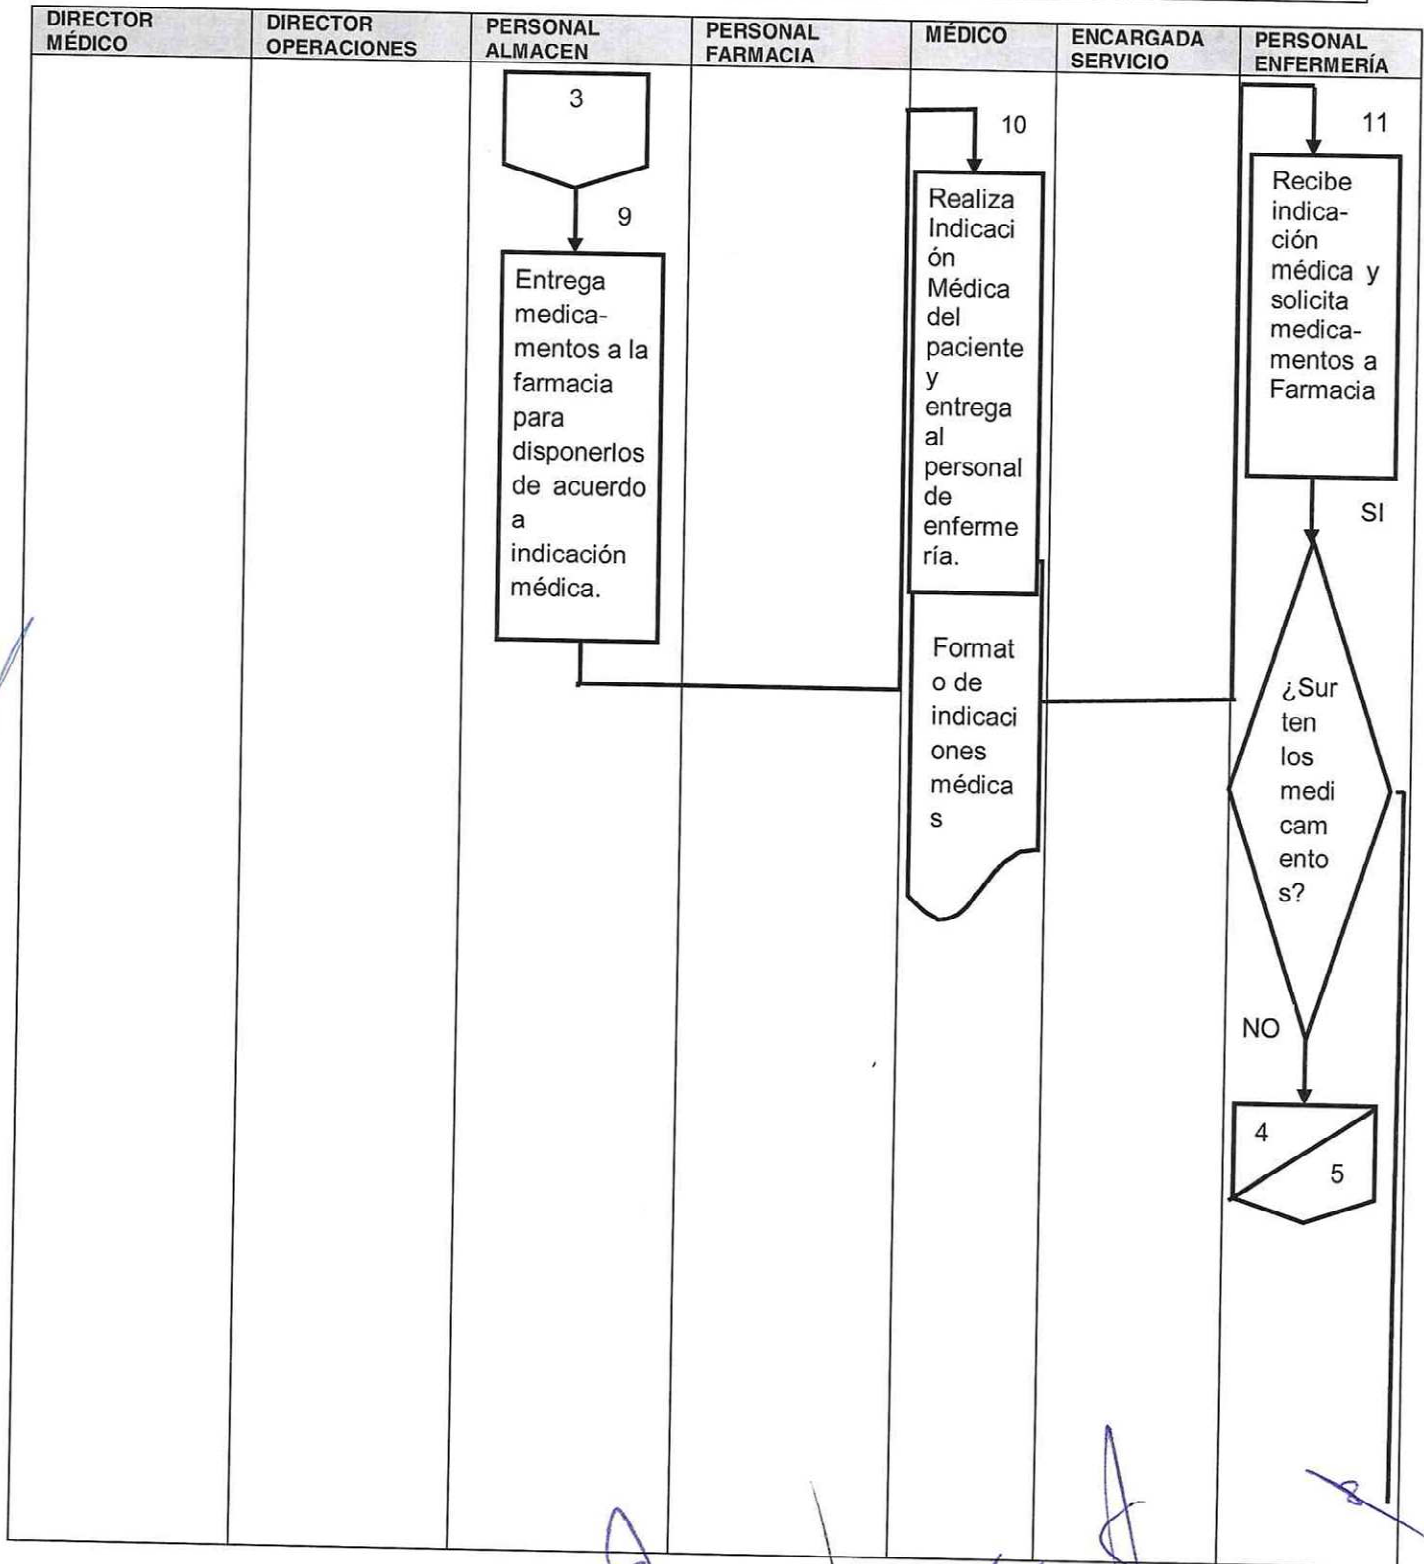 DIRECTOR
MÉDICO
DIRECTOR
OPERACIONES
PERSONAL
ALMACEN
PERSONAL
FARMACIA
MÉDICO
ENCARGADA
SERVICIO
PERSONAL
ENFERMERÍA
3
9
Entrega
medica-
mentos a la
farmacia
para
disponerlos
de acuerdo
a
indicación
médica.
10
Realiza
Indicaci
ón
Médica
del
paciente
y
entrega
al
personal
de
enferme
ría.
Format
o de
indicaci
ones
médica
s
11
Recibe
indica-
ción
médica y
solicita
medica-
mentos a
Farmacia
SI
¿Sur
ten
los
medi
cam
ento
s?
NO
4
5